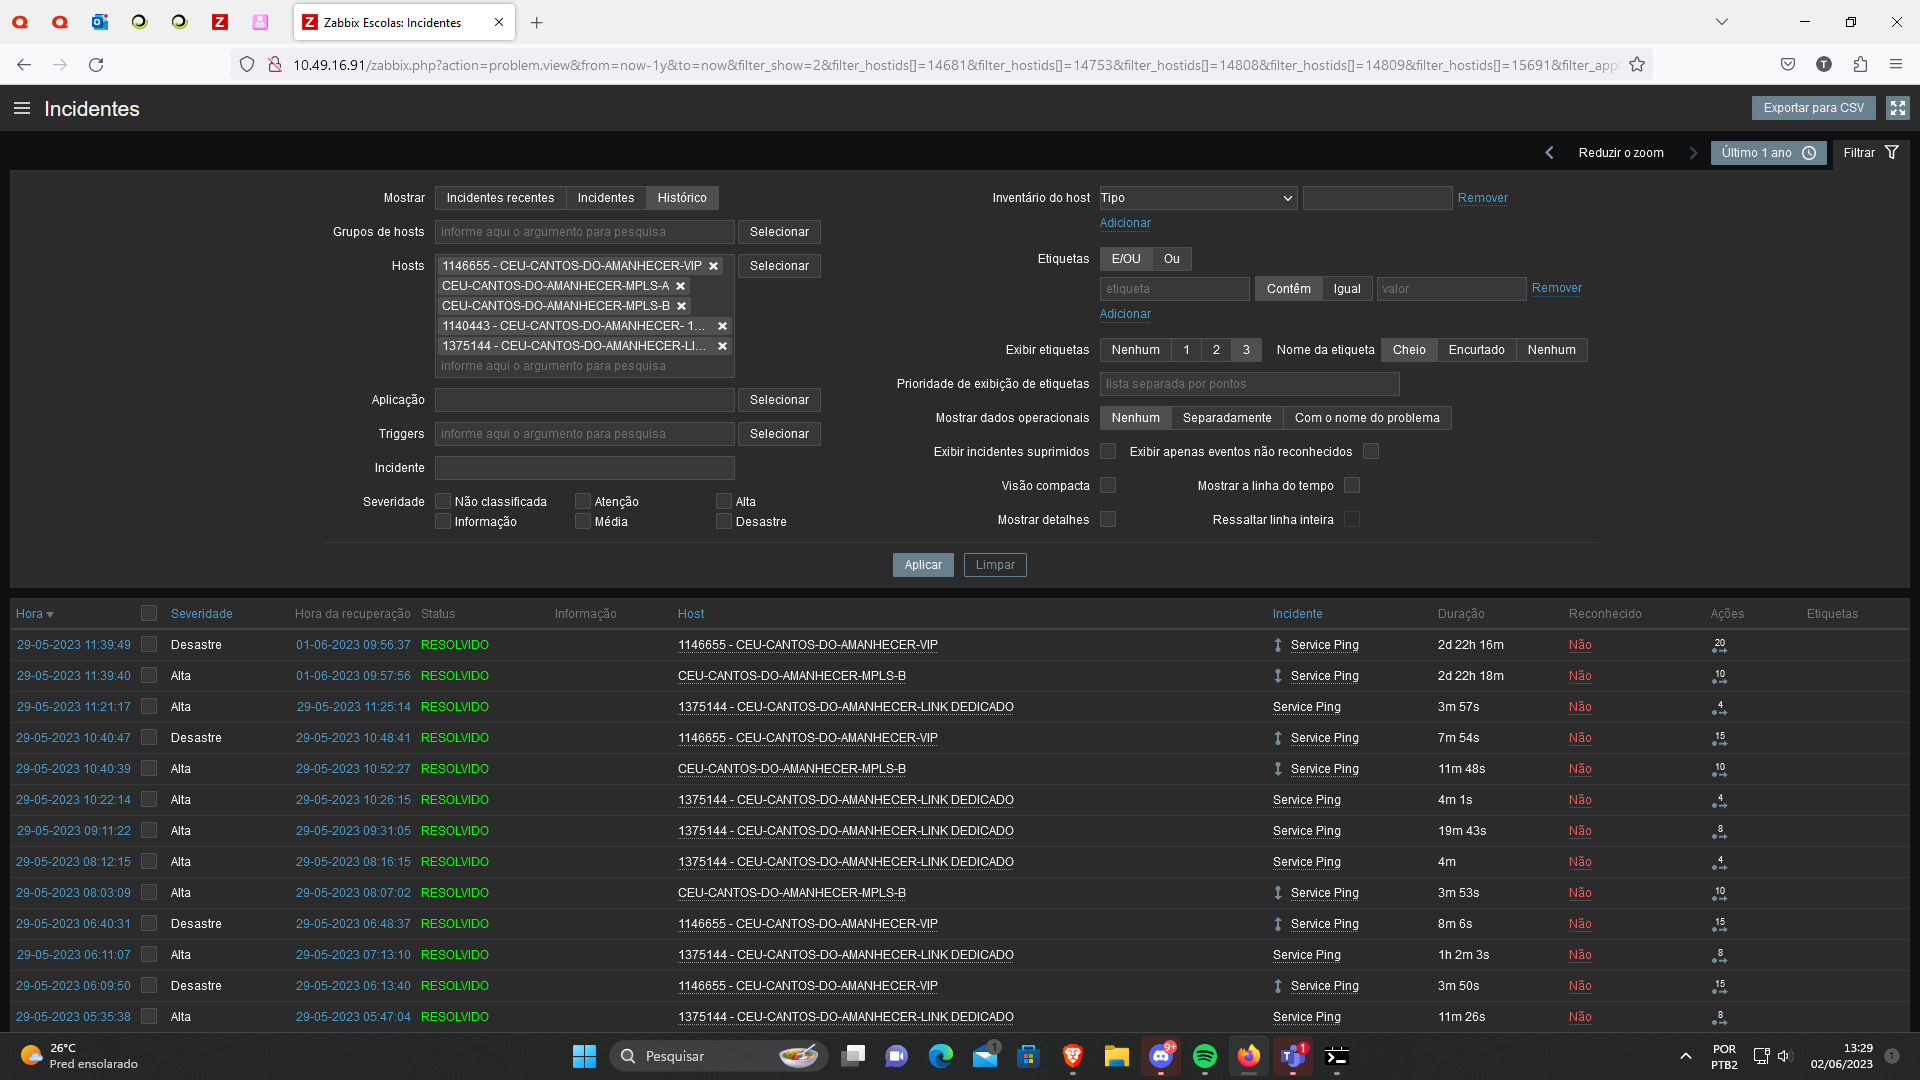 Zabbix Escolas: Incidentes
10.49.16.91/zabbix.php?action=problem.view&from=now-1y&to=now&filter_show=2&filter_hostids[]=14681&filter_hostids[]=14753&filter_hostids[]=14808&filter_hostids[]=14809&filter_hostids[]=15691&filter_app
Incidentes
Exportar para CSV
Reduzir o zoom
Último 1 ano
Filtrar
Mostrar Incidentes recentes Incidentes Histórico
Grupos de hosts informe aqui o argumento para pesquisa Selecionar
Hosts 1146655 - CEU-CANTOS-DO-AMANHECER-VIP Selecionar
CEU-CANTOS-DO-AMANHECER-MPLS-A
CEU-CANTOS-DO-AMANHECER-MPLS-B
1140443 - CEU-CANTOS-DO-AMANHECER- 1...
1375144 - CEU-CANTOS-DO-AMANHECER-LI...
informe aqui o argumento para pesquisa
Aplicação Selecionar
Triggers informe aqui o argumento para pesquisa Selecionar
Incidente
Severidade Não classificada Atenção Alta
Informação Média Desastre
Inventário do host Tipo Remover
Adicionar
Etiquetas E/OU Ou
etiqueta Contêm Igual valor Remover
Adicionar
Exibir etiquetas Nenhum 1 2 3 Nome da etiqueta Cheio Encurtado Nenhum
Prioridade de exibição de etiquetas lista separada por pontos
Mostrar dados operacionais Nenhum Separadamente Com o nome do problema
Exibir incidentes suprimidos Exibir apenas eventos não reconhecidos
Visão compacta Mostrar a linha do tempo
Mostrar detalhes Ressaltar linha inteira
Aplicar Limpar
Hora Severidade Hora da recuperação Status Informação Host Incidente Duração Reconhecido Ações Etiquetas
29-05-2023 11:39:49 Desastre 01-06-2023 09:56:37 RESOLVIDO 1146655 - CEU-CANTOS-DO-AMANHECER-VIP Service Ping 2d 22h 16m Não 20
29-05-2023 11:39:40 Alta 01-06-2023 09:57:56 RESOLVIDO CEU-CANTOS-DO-AMANHECER-MPLS-B Service Ping 2d 22h 18m Não 10
29-05-2023 11:21:17 Alta 29-05-2023 11:25:14 RESOLVIDO 1375144 - CEU-CANTOS-DO-AMANHECER-LINK DEDICADO Service Ping 3m 57s Não 4
29-05-2023 10:40:47 Desastre 29-05-2023 10:48:41 RESOLVIDO 1146655 - CEU-CANTOS-DO-AMANHECER-VIP Service Ping 7m 54s Não 15
29-05-2023 10:40:39 Alta 29-05-2023 10:52:27 RESOLVIDO CEU-CANTOS-DO-AMANHECER-MPLS-B Service Ping 11m 48s Não 10
29-05-2023 10:22:14 Alta 29-05-2023 10:26:15 RESOLVIDO 1375144 - CEU-CANTOS-DO-AMANHECER-LINK DEDICADO Service Ping 4m 1s Não 4
29-05-2023 09:11:22 Alta 29-05-2023 09:31:05 RESOLVIDO 1375144 - CEU-CANTOS-DO-AMANHECER-LINK DEDICADO Service Ping 19m 43s Não 8
29-05-2023 08:12:15 Alta 29-05-2023 08:16:15 RESOLVIDO 1375144 - CEU-CANTOS-DO-AMANHECER-LINK DEDICADO Service Ping 4m Não 4
29-05-2023 08:03:09 Alta 29-05-2023 08:07:02 RESOLVIDO CEU-CANTOS-DO-AMANHECER-MPLS-B Service Ping 3m 53s Não 10
29-05-2023 06:40:31 Desastre 29-05-2023 06:48:37 RESOLVIDO 1146655 - CEU-CANTOS-DO-AMANHECER-VIP Service Ping 8m 6s Não 15
29-05-2023 06:11:07 Alta 29-05-2023 07:13:10 RESOLVIDO 1375144 - CEU-CANTOS-DO-AMANHECER-LINK DEDICADO Service Ping 1h 2m 3s Não 8
29-05-2023 06:09:50 Desastre 29-05-2023 06:13:40 RESOLVIDO 1146655 - CEU-CANTOS-DO-AMANHECER-VIP Service Ping 3m 50s Não 15
29-05-2023 05:35:38 Alta 29-05-2023 05:47:04 RESOLVIDO 1375144 - CEU-CANTOS-DO-AMANHECER-LINK DEDICADO Service Ping 11m 26s Não 8
26°C
Pred ensolarado
Pesquisar
1
9+
1
POR
PTB2
13:29
02/06/2023
1